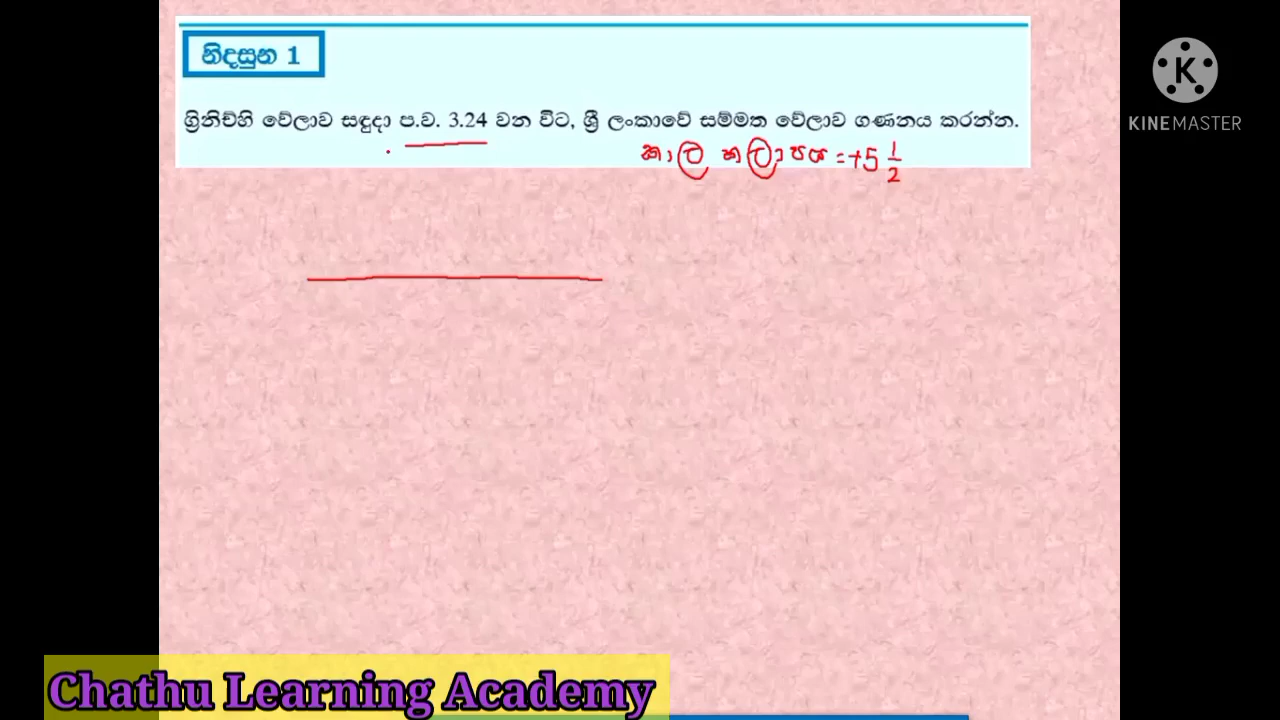 නිදසුන 1
ග්‍රිනිච්හි වේලාව සඳුදා ප.ව. 3.24 වන විට, ශ්‍රී ලංකාවේ සම්මත වේලාව ගණනය කරන්න.
කාල කලාපය = +5 1/2
K
KINEMASTER
Chathu Learning Academy